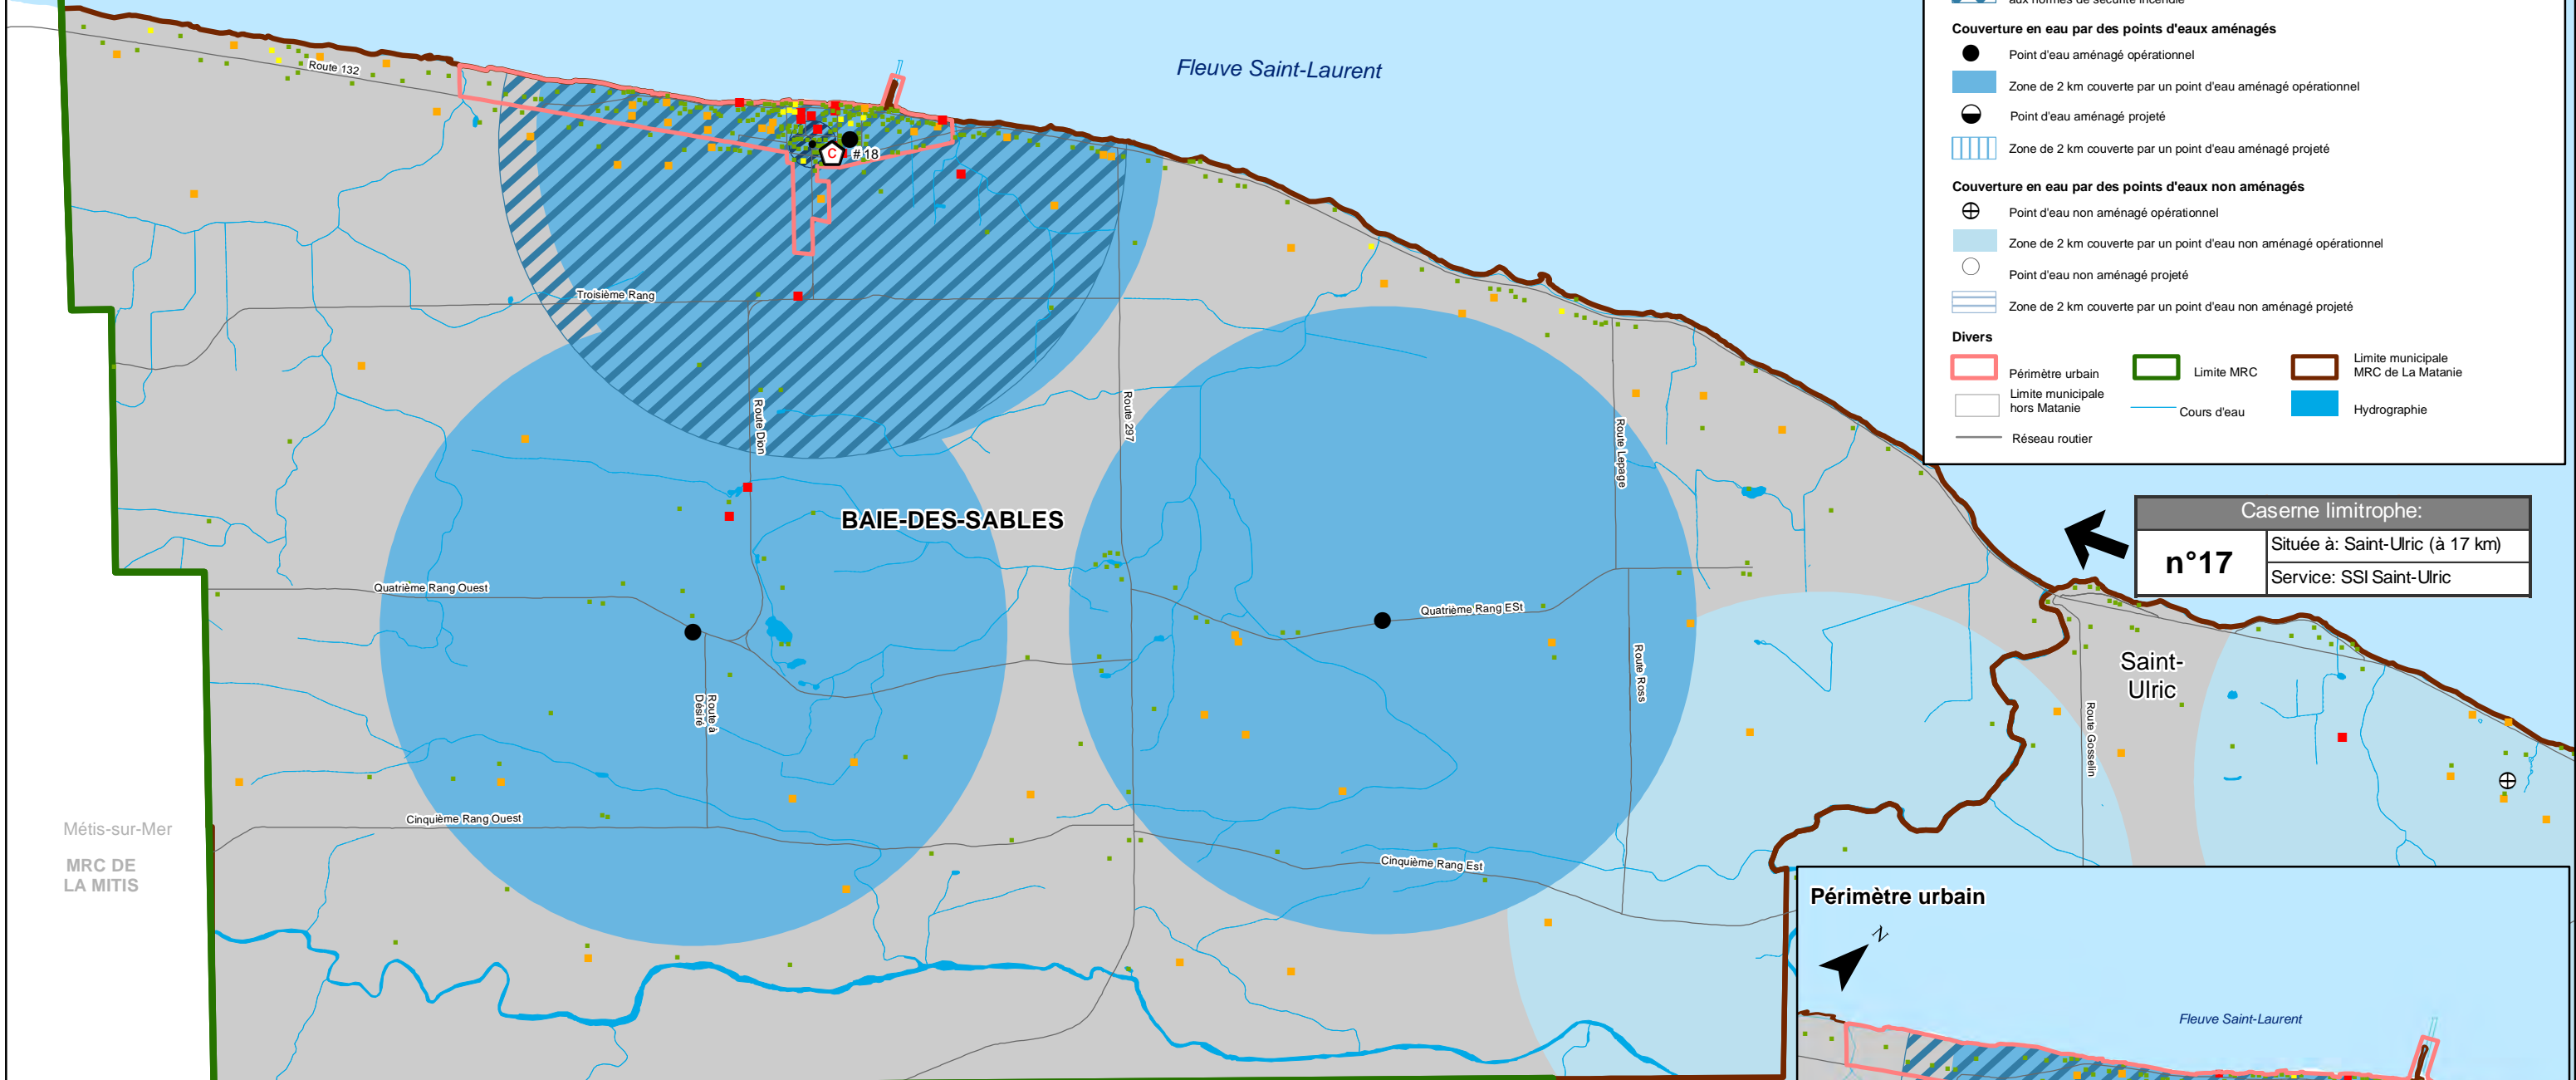 aux normes de sécurité incendie
Couverture en eau par des points d'eaux aménagés
Point d'eau aménagé opérationnel
Zone de 2 km couverte par un point d'eau aménagé opérationnel
Point d'eau aménagé projeté
Zone de 2 km couverte par un point d'eau aménagé projeté
Couverture en eau par des points d'eaux non aménagés
Point d'eau non aménagé opérationnel
Zone de 2 km couverte par un point d'eau non aménagé opérationnel
Point d'eau non aménagé projeté
Zone de 2 km couverte par un point d'eau non aménagé projeté
Divers
Périmètre urbain
Limite MRC
Limite municipale
MRC de La Matanie
Limite municipale
hors Matanie
Cours d'eau
Hydrographie
Réseau routier
Fleuve Saint-Laurent
Route 132
C
# 18
Troisième Rang
Route Dion
Route 297
Route Lepage
BAIE-DES-SABLES
Caserne limitrophe:
n°17
Située à: Saint-Ulric (à 17 km)
Service: SSI Saint-Ulric
Quatrième Rang Ouest
Quatrième Rang ESt
Route à
Désiré
Route Ross
Saint-
Ulric
Route Gosselin
Cinquième Rang Ouest
Cinquième Rang Est
Métis-sur-Mer
MRC DE
LA MITIS
Périmètre urbain
N
Fleuve Saint-Laurent